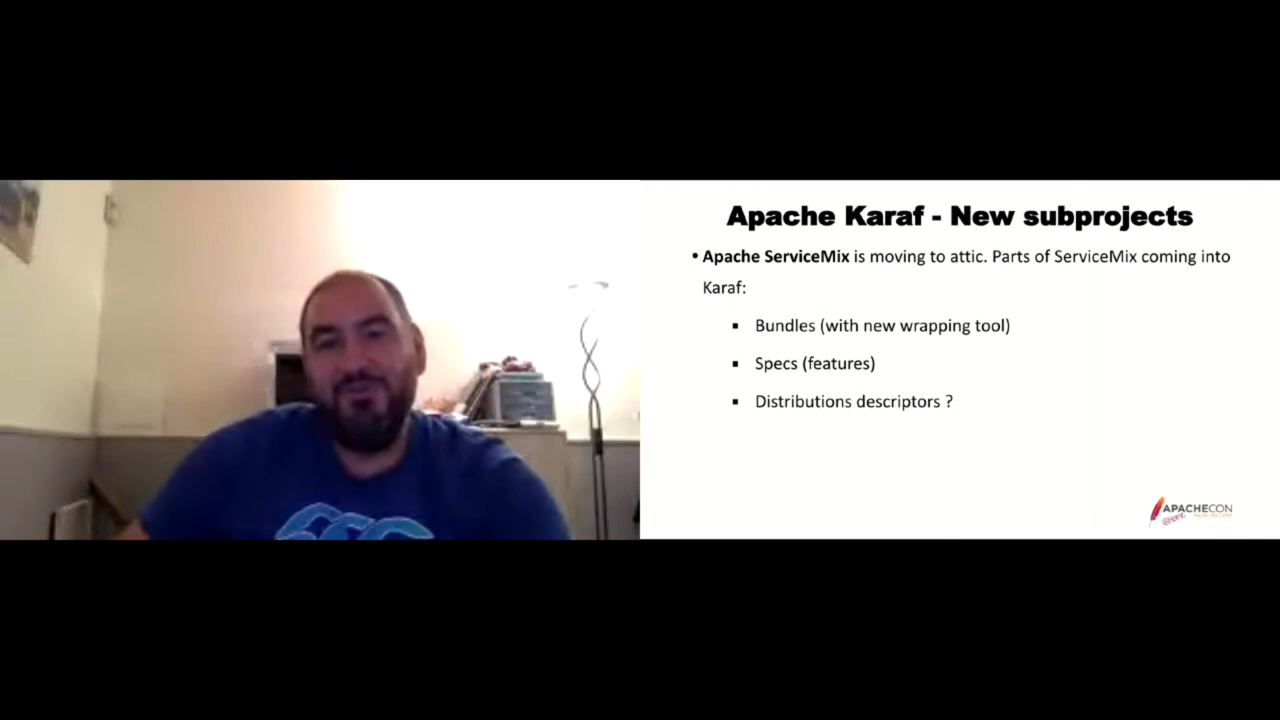 Apache Karaf - New subprojects
• Apache ServiceMix is moving to attic. Parts of ServiceMix coming into
Karaf:
▪ Bundles (with new wrapping tool)
▪ Specs (features)
▪ Distributions descriptors ?
APACHECON
@home